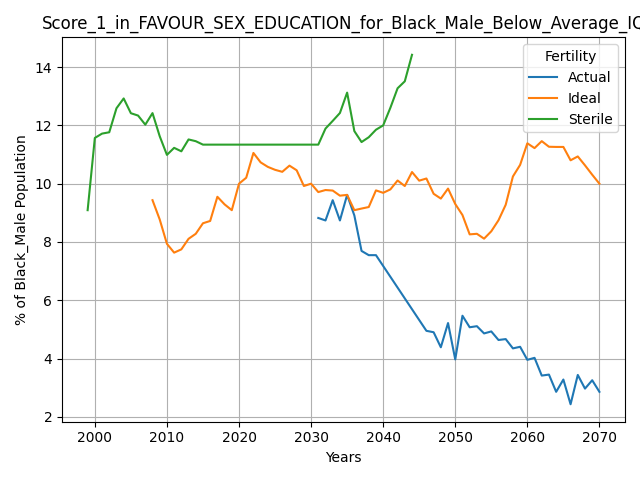 Score_1_in_FAVOUR_SEX_EDUCATION_for_Black_Male_Below_Average_IQ
Fertility
Actual
Ideal
Sterile
% of Black_Male Population
14
12
10
8
6
4
2
2000 2010 2020 2030 2040 2050 2060 2070
Years